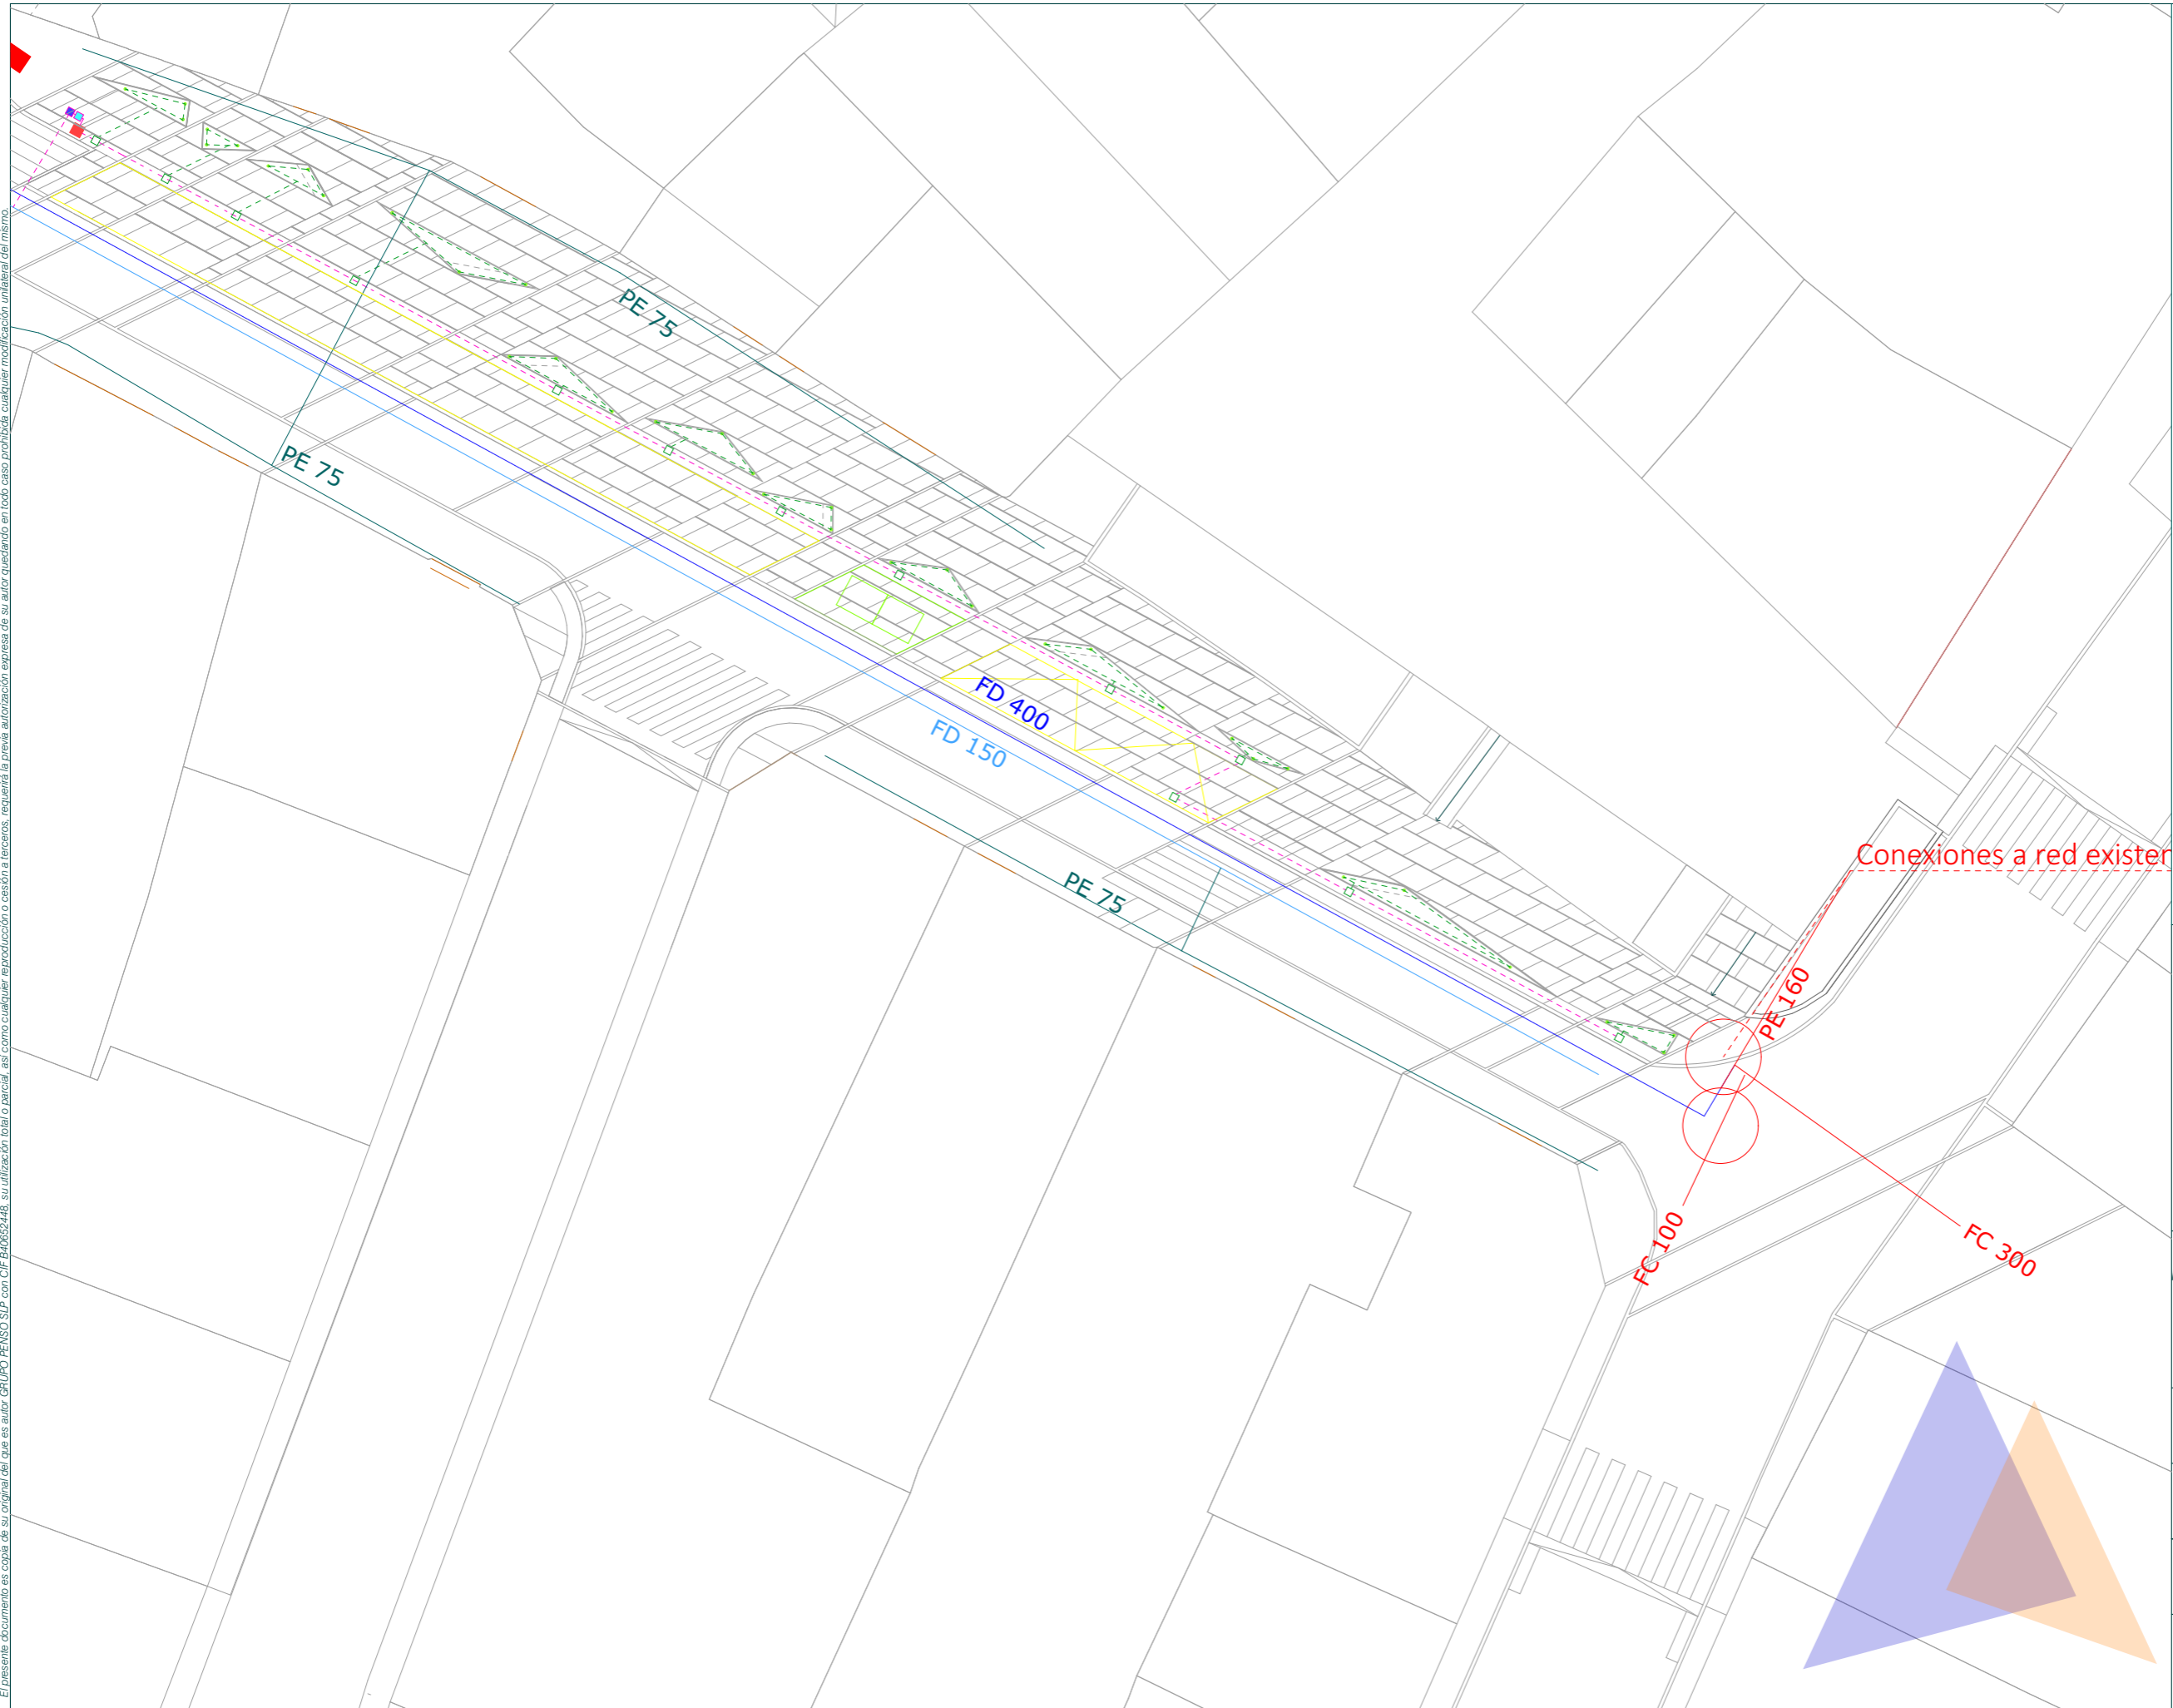 PE 75
PE 75
FD 400
FD 150
PE 75
Conexiones a red existen
PE 160
FC 100
FC 300
El presente documento es copia de su original del que es autor GRUPO PENSO SLP con CIF B40652448, su utilización total o parcial, así como cualquier reproducción o cesión a terceros, requerirá la previa autorización expresa de su autor quedando en todo caso prohibida cualquier modificación unilateral del mismo.